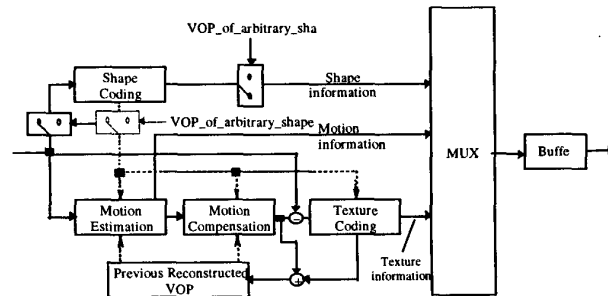 VOP_of_arbitrary_sha
Shape
Coding
Shape
information
VOP_of_arbitrary_shape
Motion
information
MUX
Buffe
Motion
Estimation
Motion
Compensation
Texture
Coding
Texture
information
Previous Reconstructed
VOP